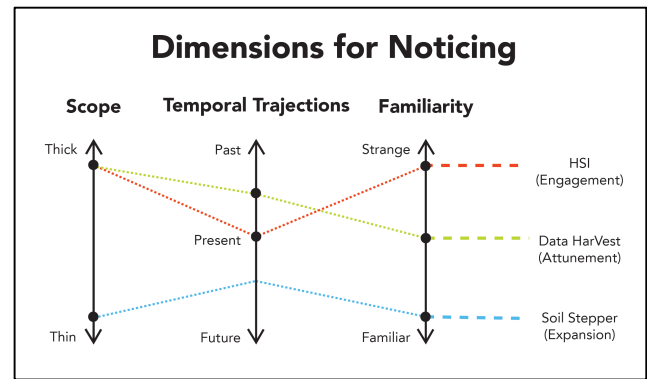 Dimensions for Noticing
Scope
Temporal Trajections
Familiarity
Thick
Past
Strange
HSI
(Engagement)
Present
Data HarVest
(Attunement)
Thin
Future
Familiar
Soil Stepper
(Expansion)